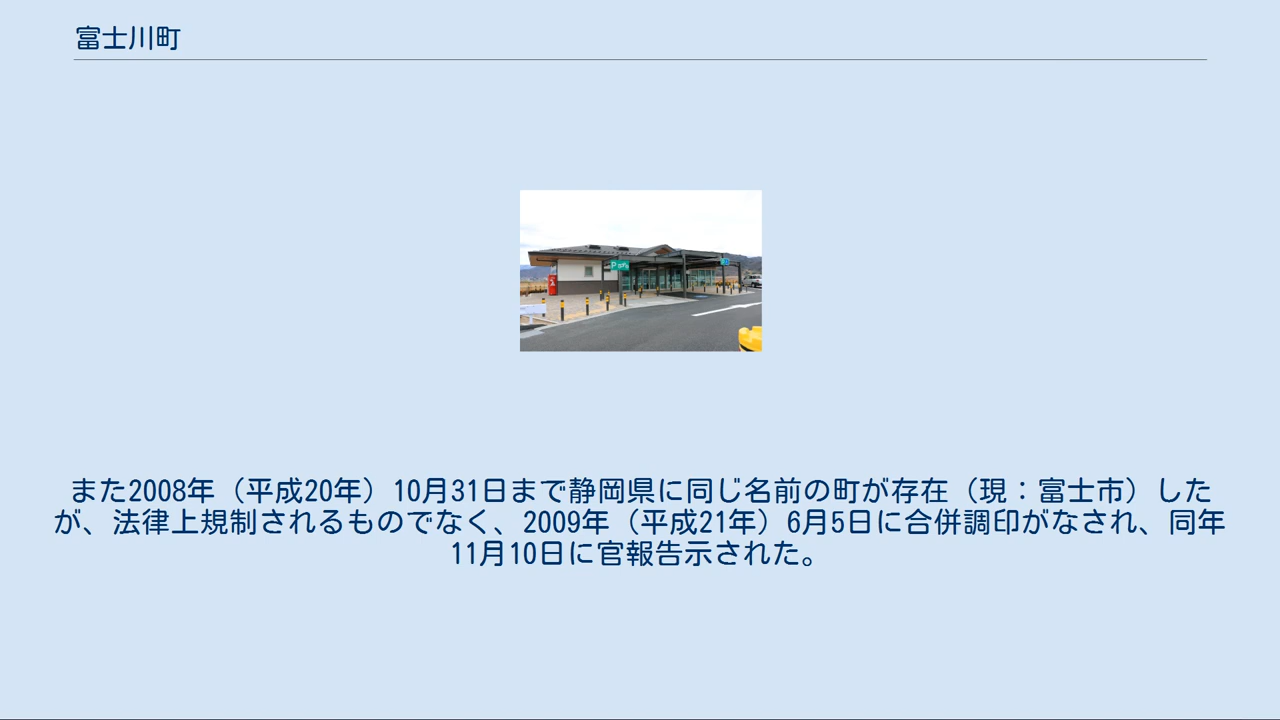 富士川町
また2008年（平成20年）10月31日まで静岡県に同じ名前の町が存在（現：富士市）した
が、法律上規制されるものでなく、2009年（平成21年）6月5日に合併調印がなされ、同年
11月10日に官報告示された。